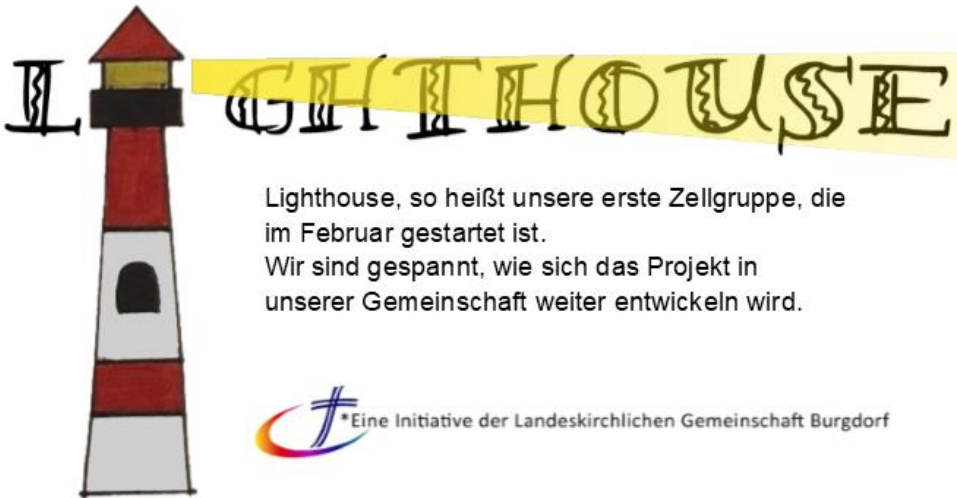 LIGHTHOUSE
Lighthouse, so heißt unsere erste Zellgruppe, die
im Februar gestartet ist.
Wir sind gespannt, wie sich das Projekt in
unserer Gemeinschaft weiter entwickeln wird.
*Eine Initiative der Landeskirchlichen Gemeinschaft Burgdorf